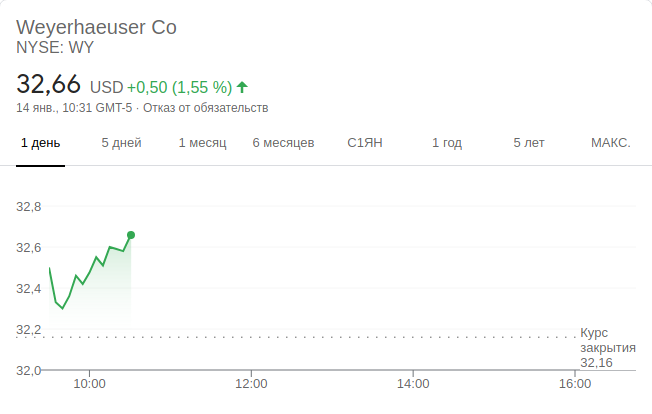 Weyerhaeuser Co
NYSE: WY
32,66 USD +0,50 (1,55 %)
14 янв., 10:31 GMT-5 · Отказ от обязательств
1 день 5 дней 1 месяц 6 месяцев С1ЯН 1 год 5 лет МАКС.
32,8
32,6
32,4
32,2
Курс
закрытия
32,16
32,0
10:00 12:00 14:00 16:00